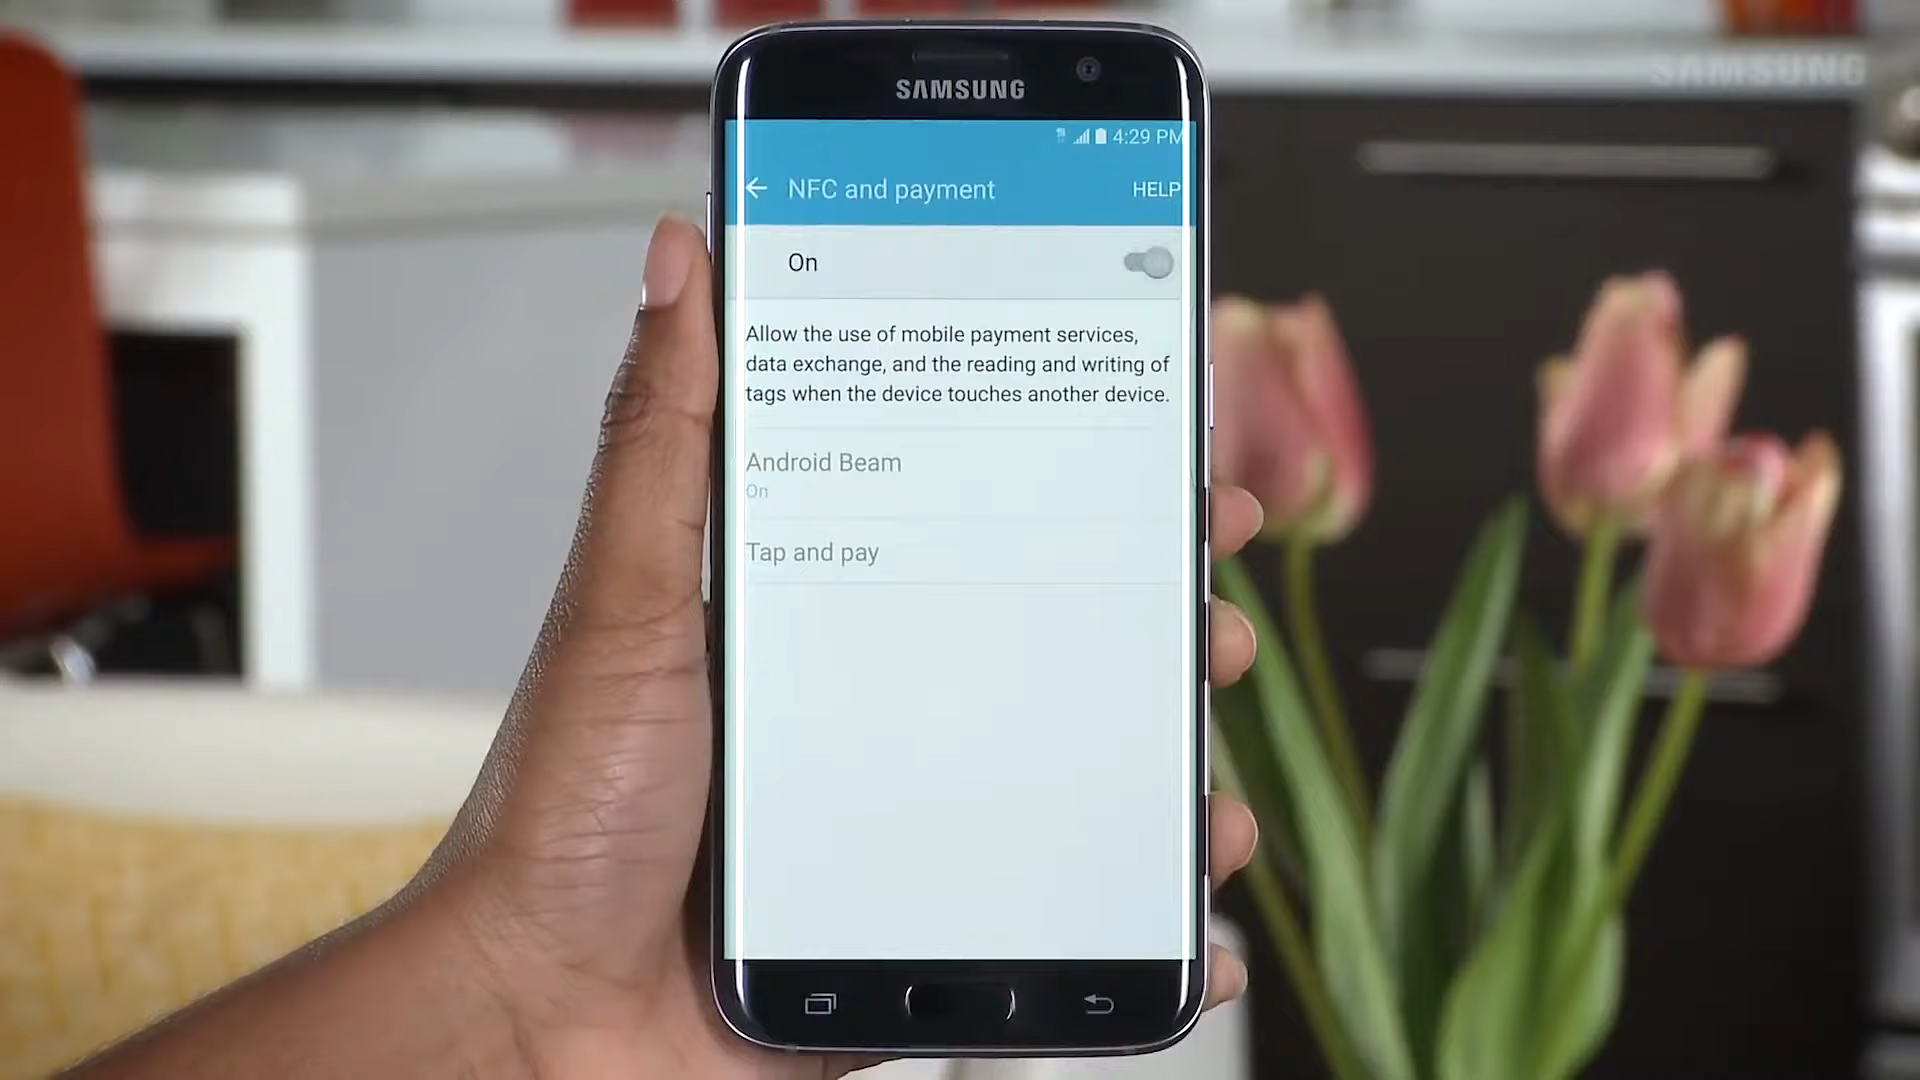 SAMSUNG
SAMSUNG
4:29 PM
NFC and payment
HELP
On
Allow the use of mobile payment services,
data exchange, and the reading and writing of
tags when the device touches another device.
Android Beam
On
Tap and pay